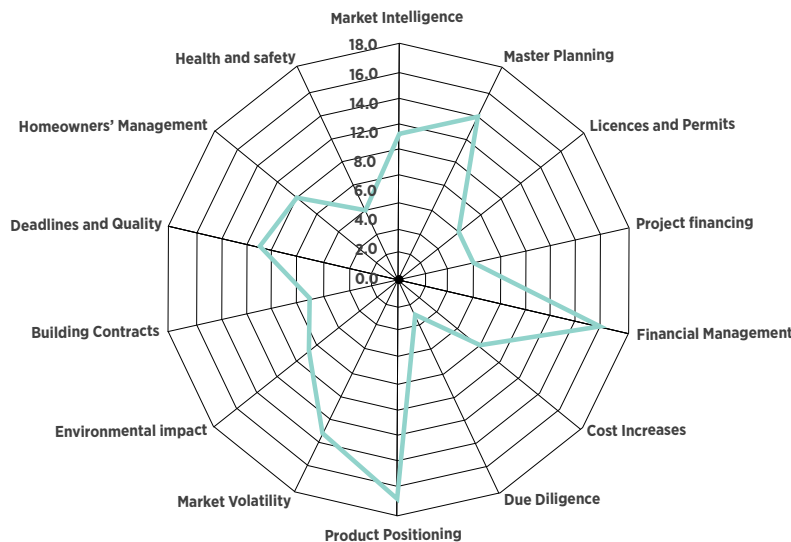 Market Intelligence
18.0
Health and safety
Master Planning
16.0
14.0
Homeowners’ Management
Licences and Permits
12.0
8.0
6.0
Deadlines and Quality
Project financing
4.0
2.0
0.0
Building Contracts
Financial Management
Environmental impact
Cost Increases
Market Volatility
Due Diligence
Product Positioning